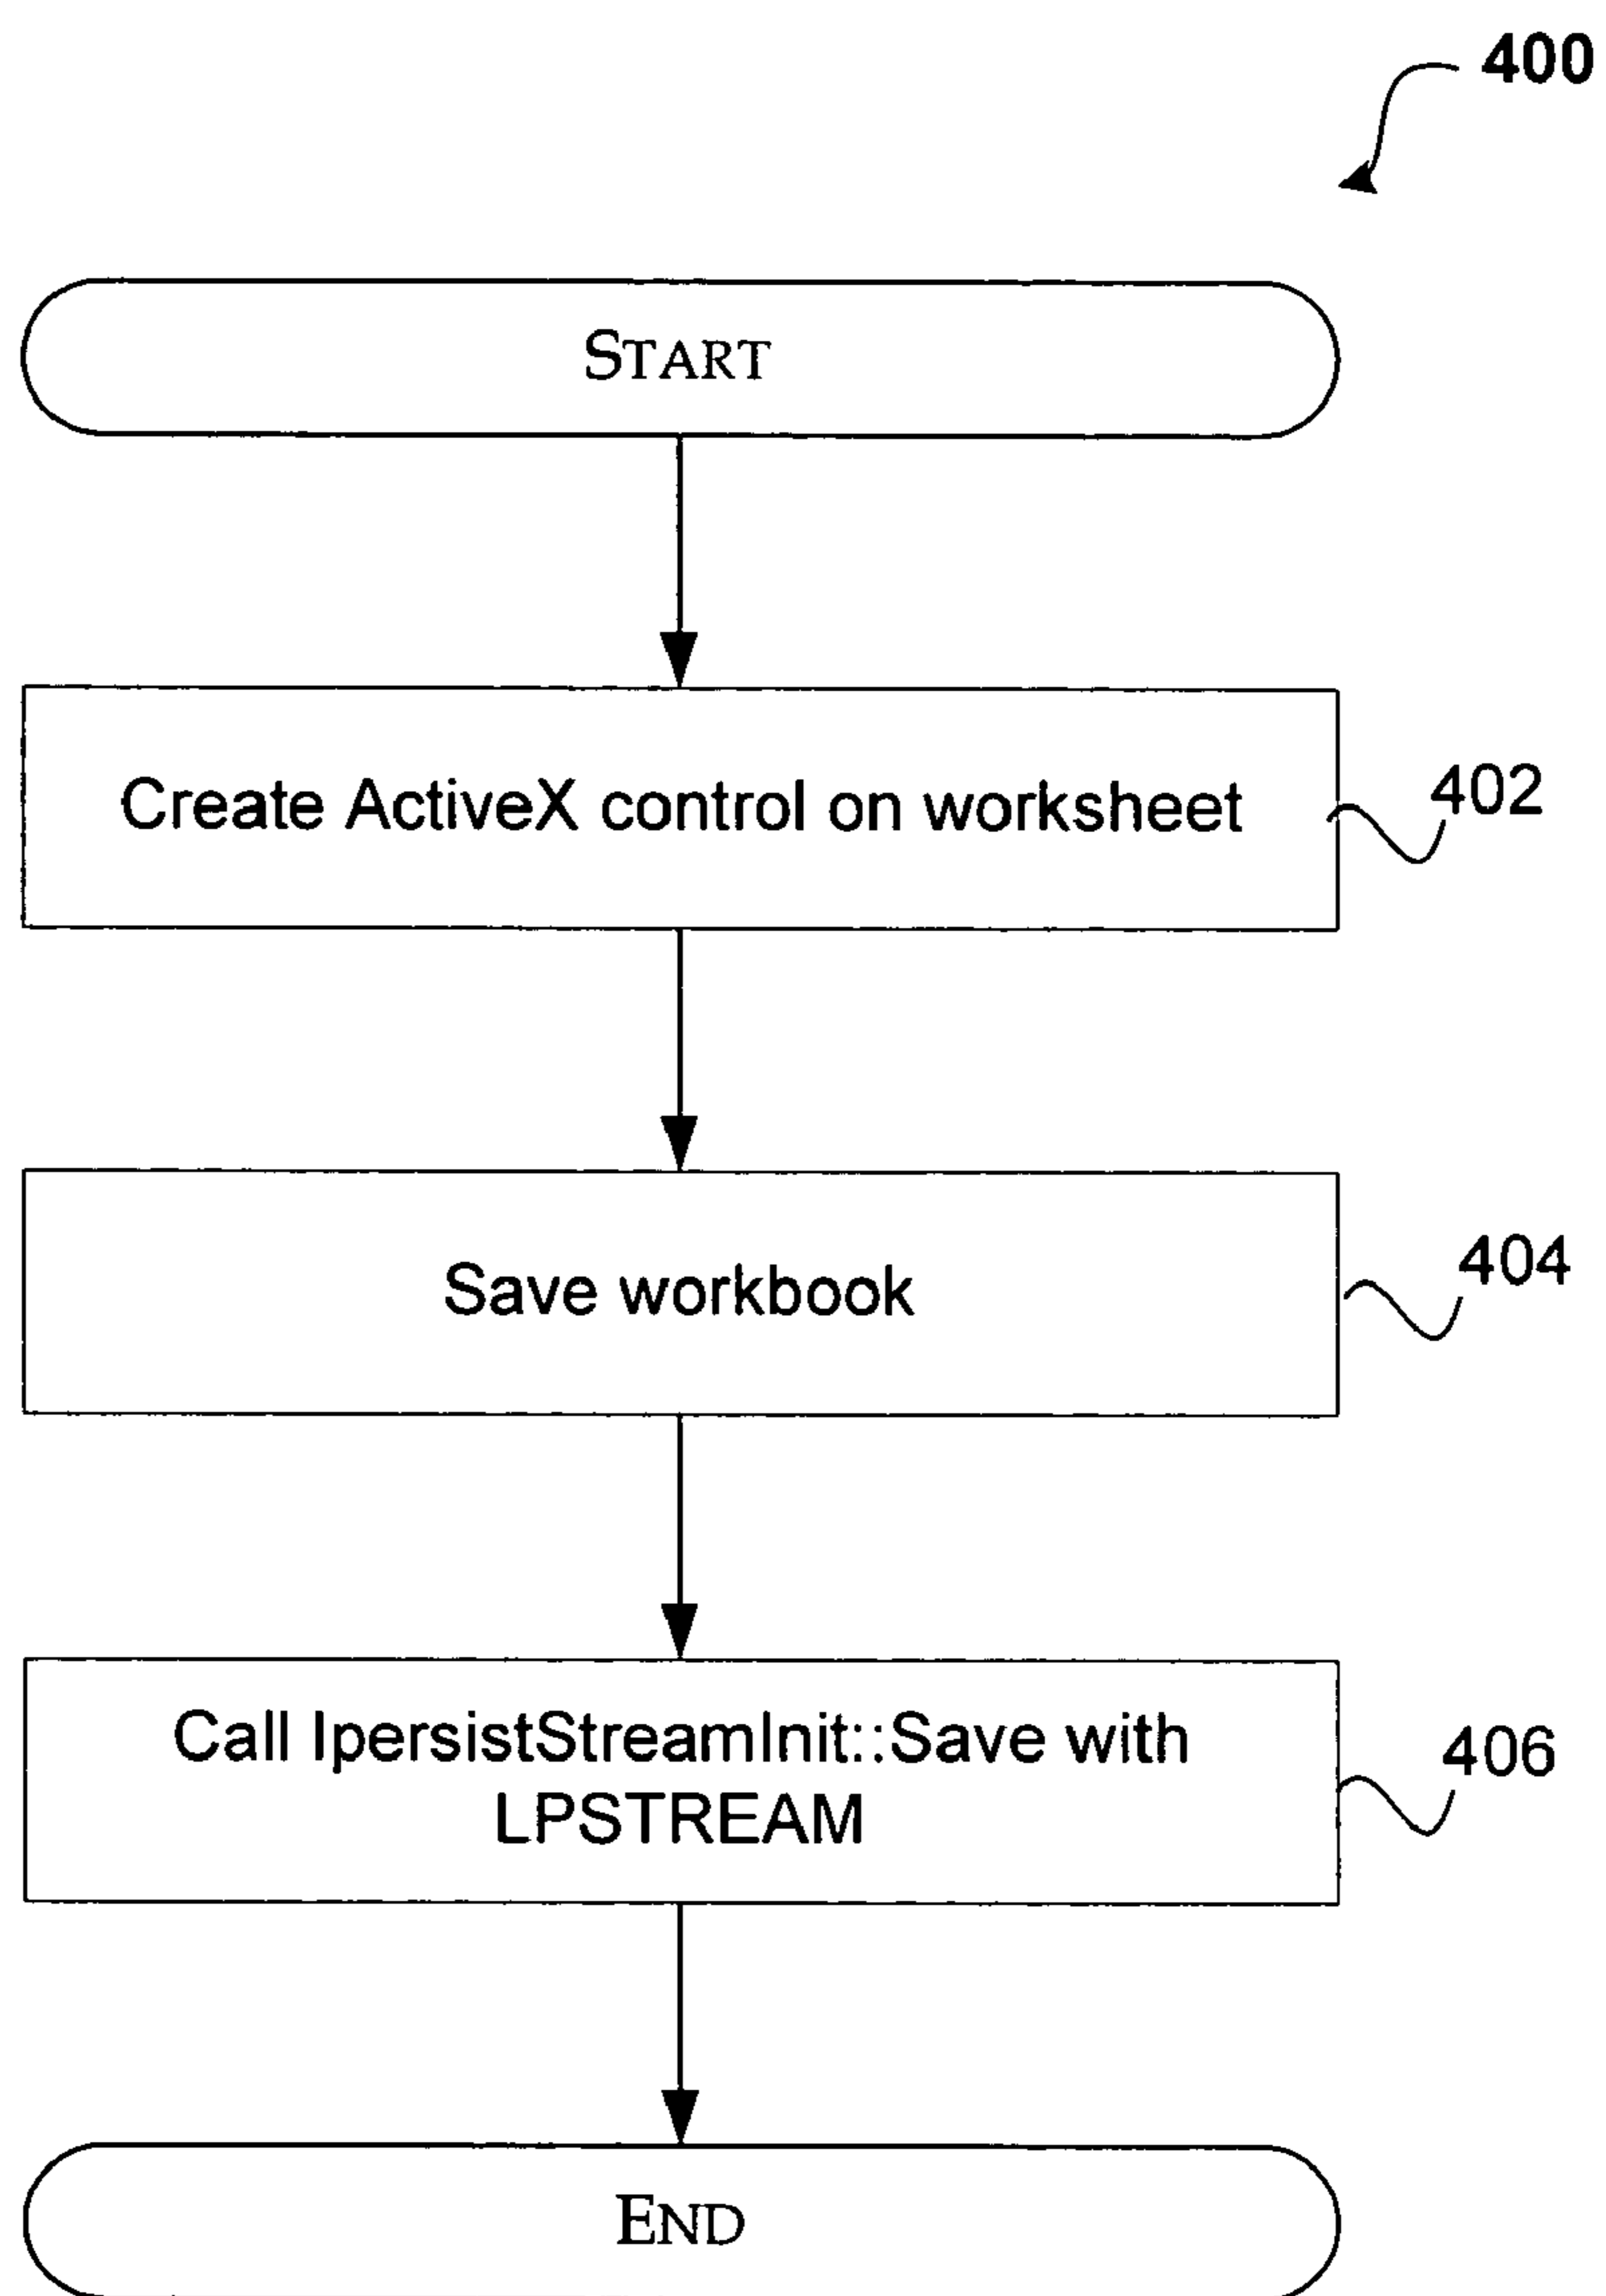 400
START
Create ActiveX control on worksheet
402
Save workbook
404
Call IpersistStreamInit::Save with
LPSTREAM
406
END